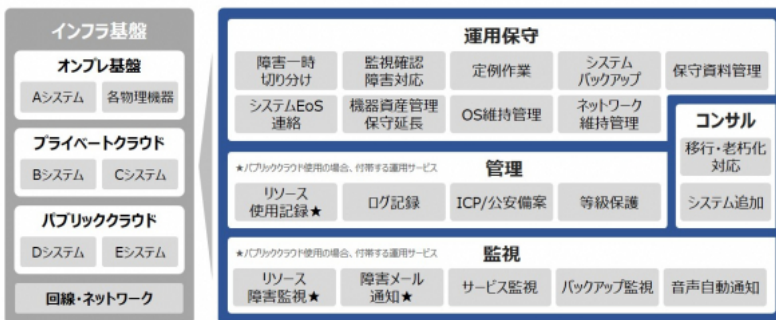 インフラ基盤
オンプレ基盤
Aシステム
各物理機器
プライベートクラウド
Bシステム
Cシステム
パブリッククラウド
Dシステム
Eシステム
回線・ネットワーク
運用保守
障害一時
切り分け
監視確認
障害対応
定例作業
システム
バックアップ
保守資料管理
システムEoS
連絡
機器資産管理
保守延長
OS維持管理
ネットワーク
維持管理
コンサル
移行・老朽化
対応
システム追加
★パブリッククラウド使用の場合、付帯する運用サービス
管理
リソース
使用記録★
ログ記録
ICP/公安備案
等級保護
★パブリッククラウド使用の場合、付帯する運用サービス
監視
リソース
障害監視★
障害メール
通知★
サービス監視
バックアップ監視
音声自動通知